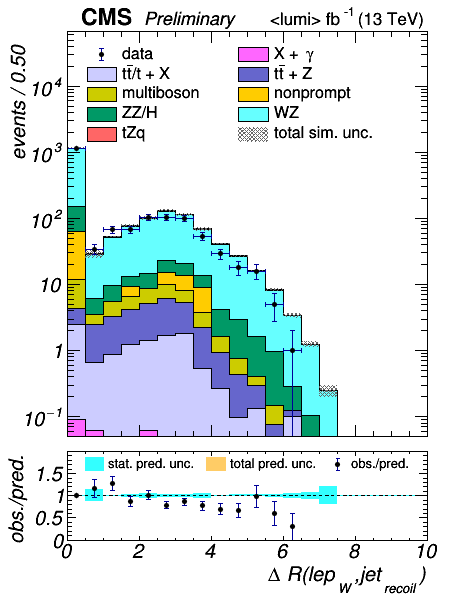 CMS Preliminary <lumi> fb⁻¹ (13 TeV)
events / 0.50
data
X + γ
tt̄/t + X
tt̄ + Z
multiboson
nonprompt
ZZ/H
WZ
tZq
total sim. unc.
10⁴
10³
10²
10
1
10⁻¹
obs./pred.
stat. pred. unc.
total pred. unc.
obs./pred.
1.5
1
0.5
0
0 2 4 6 8 10
Δ R(lep_W,jet_recoil)